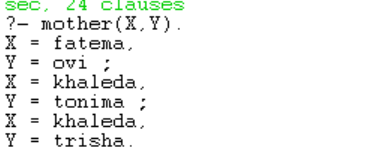 sec, 24 clauses
?- mother(X,Y).
X = fatema,
Y = ovi ;
X = khaleda,
Y = tonima ;
X = khaleda,
Y = trisha.